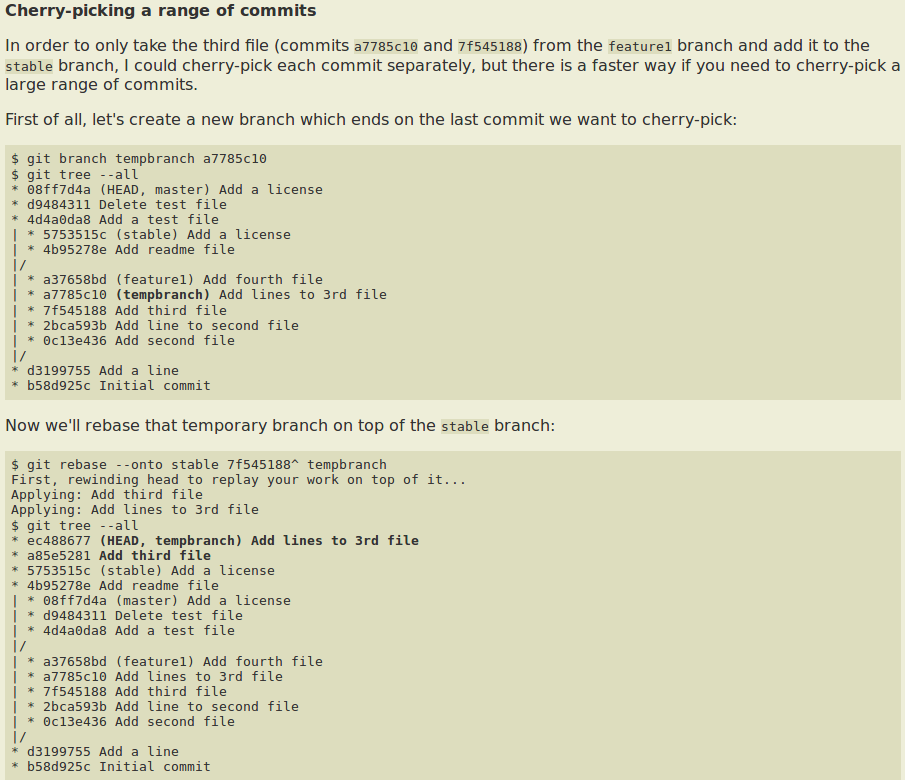 Cherry-picking a range of commits
In order to only take the third file (commits a7785c10 and 7f545188) from the feature1 branch and add it to the
stable branch, I could cherry-pick each commit separately, but there is a faster way if you need to cherry-pick a
large range of commits.
First of all, let's create a new branch which ends on the last commit we want to cherry-pick:
$ git branch tempbranch a7785c10
$ git tree --all
* 08ff7d4a (HEAD, master) Add a license
* d9484311 Delete test file
* 4d4a0da8 Add a test file
| * 5753515c (stable) Add a license
| * 4b95278e Add readme file
|/
| * a37658bd (feature1) Add fourth file
| * a7785c10 (tempbranch) Add lines to 3rd file
| * 7f545188 Add third file
| * 2bca593b Add line to second file
| * 0c13e436 Add second file
|/
* d3199755 Add a line
* b58d925c Initial commit
Now we'll rebase that temporary branch on top of the stable branch:
$ git rebase --onto stable 7f545188^ tempbranch
First, rewinding head to replay your work on top of it...
Applying: Add third file
Applying: Add lines to 3rd file
$ git tree --all
* ec488677 (HEAD, tempbranch) Add lines to 3rd file
* a85e5281 Add third file
* 5753515c (stable) Add a license
* 4b95278e Add readme file
| * 08ff7d4a (master) Add a license
| * d9484311 Delete test file
| * 4d4a0da8 Add a test file
|/
| * a37658bd (feature1) Add fourth file
| * a7785c10 Add lines to 3rd file
| * 7f545188 Add third file
| * 2bca593b Add line to second file
| * 0c13e436 Add second file
|/
* d3199755 Add a line
* b58d925c Initial commit